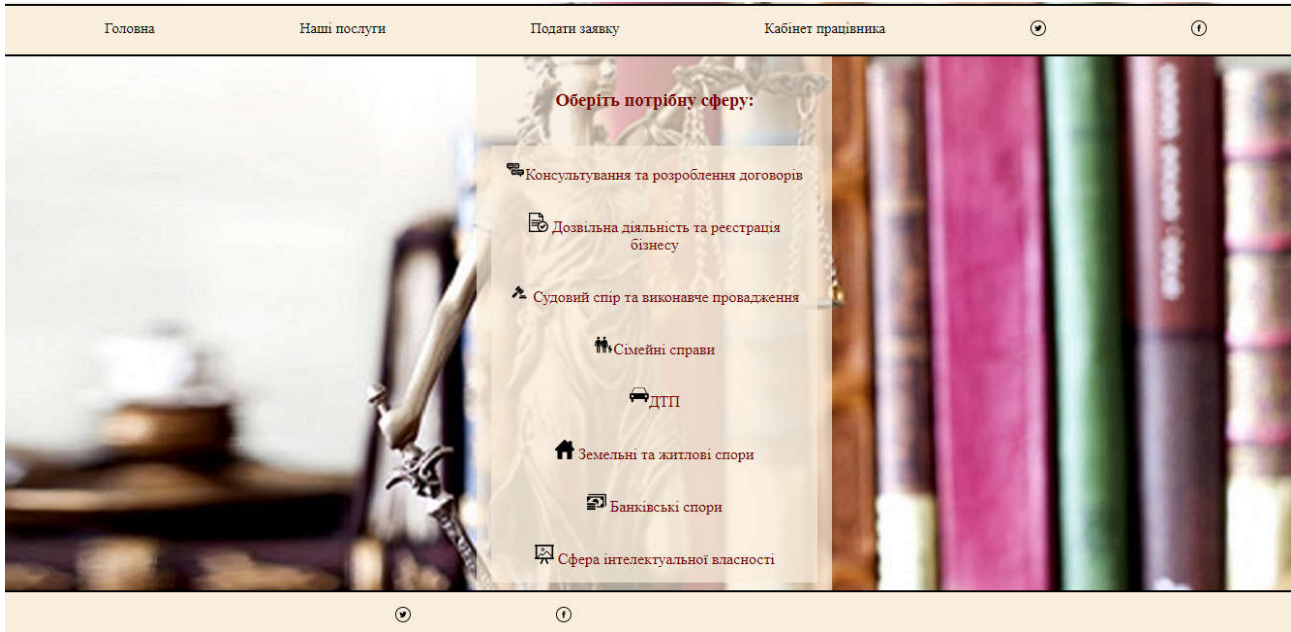 Головна Наші послуги Подати заявку Кабінет працівника
Оберіть потрібну сферу:
Консультування та розроблення договорів
Дозвільна діяльність та реєстрація
бізнесу
Судовий спір та виконавче провадження
Сімейні справи
ДТП
Земельні та житлові спори
Банківські спори
Сфера інтелектуальної власності